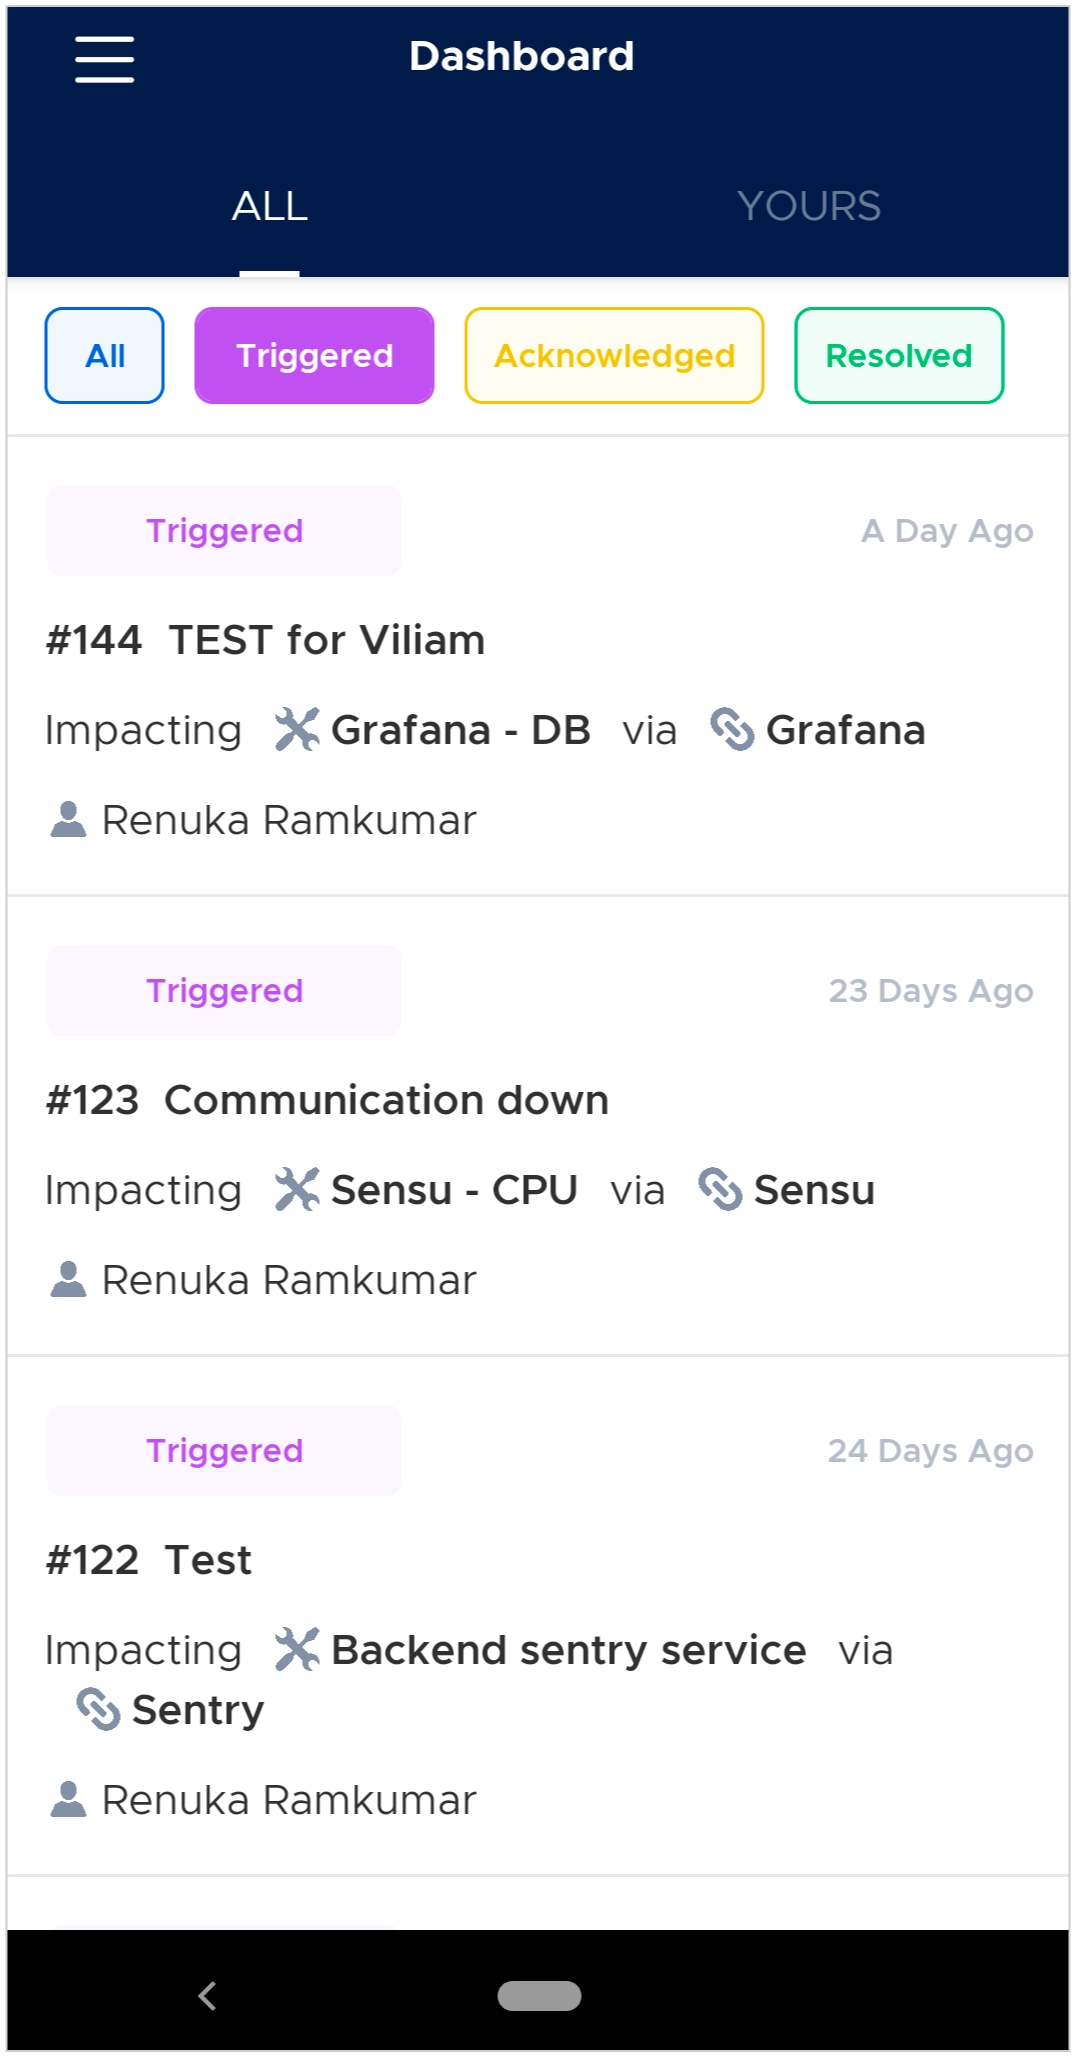 Dashboard
ALL YOURS
All Triggered Acknowledged Resolved
Triggered A Day Ago
#144 TEST for Viliam
Impacting Grafana - DB via Grafana
Renuka Ramkumar
Triggered 23 Days Ago
#123 Communication down
Impacting Sensu - CPU via Sensu
Renuka Ramkumar
Triggered 24 Days Ago
#122 Test
Impacting Backend sentry service via
Sentry
Renuka Ramkumar